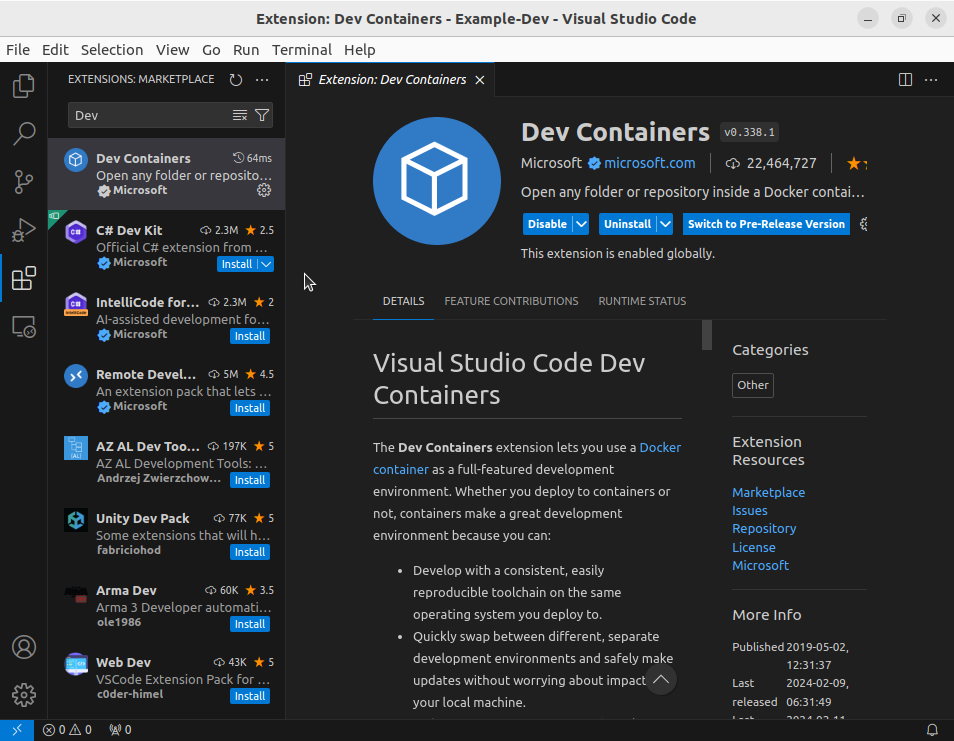 Extension: Dev Containers - Example-Dev - Visual Studio Code
File Edit Selection View Go Run Terminal Help
EXTENSIONS: MARKETPLACE
Dev
Dev Containers 64ms
Open any folder or reposito...
Microsoft
C# Dev Kit 2.3M 2.5
Official C# extension from ...
Microsoft
Install
IntelliCode for... 2.3M 2
AI-assisted development fo...
Microsoft
Install
Remote Devel... 5M 4.5
An extension pack that lets ...
Microsoft
Install
AZ AL Dev Too... 197K 5
AZ AL Development Tools: ...
Andrzej Zwierzchow...
Install
Unity Dev Pack 77K 5
Some extensions that will h...
fabriciohod
Install
Arma Dev 60K 3.5
Arma 3 Developer automati...
ole1986
Install
Web Dev 43K 5
VSCode Extension Pack for ...
c0der-himel
Install
Extension: Dev Containers
Dev Containers v0.338.1
Microsoft microsoft.com 22,464,727
Open any folder or repository inside a Docker contai...
Disable Uninstall Switch to Pre-Release Version
This extension is enabled globally.
DETAILS FEATURE CONTRIBUTIONS RUNTIME STATUS
Visual Studio Code Dev
Containers
The Dev Containers extension lets you use a Docker
container as a full-featured development
environment. Whether you deploy to containers or
not, containers make a great development
environment because you can:
• Develop with a consistent, easily
reproducible toolchain on the same
operating system you deploy to.
• Quickly swap between different, separate
development environments and safely make
updates without worrying about impact
your local machine.
Categories
Other
Extension
Resources
Marketplace
Issues
Repository
License
Microsoft
More Info
Published 2019-05-02,
12:31:37
Last 2024-02-09,
released 06:31:49
Last
0 0 0